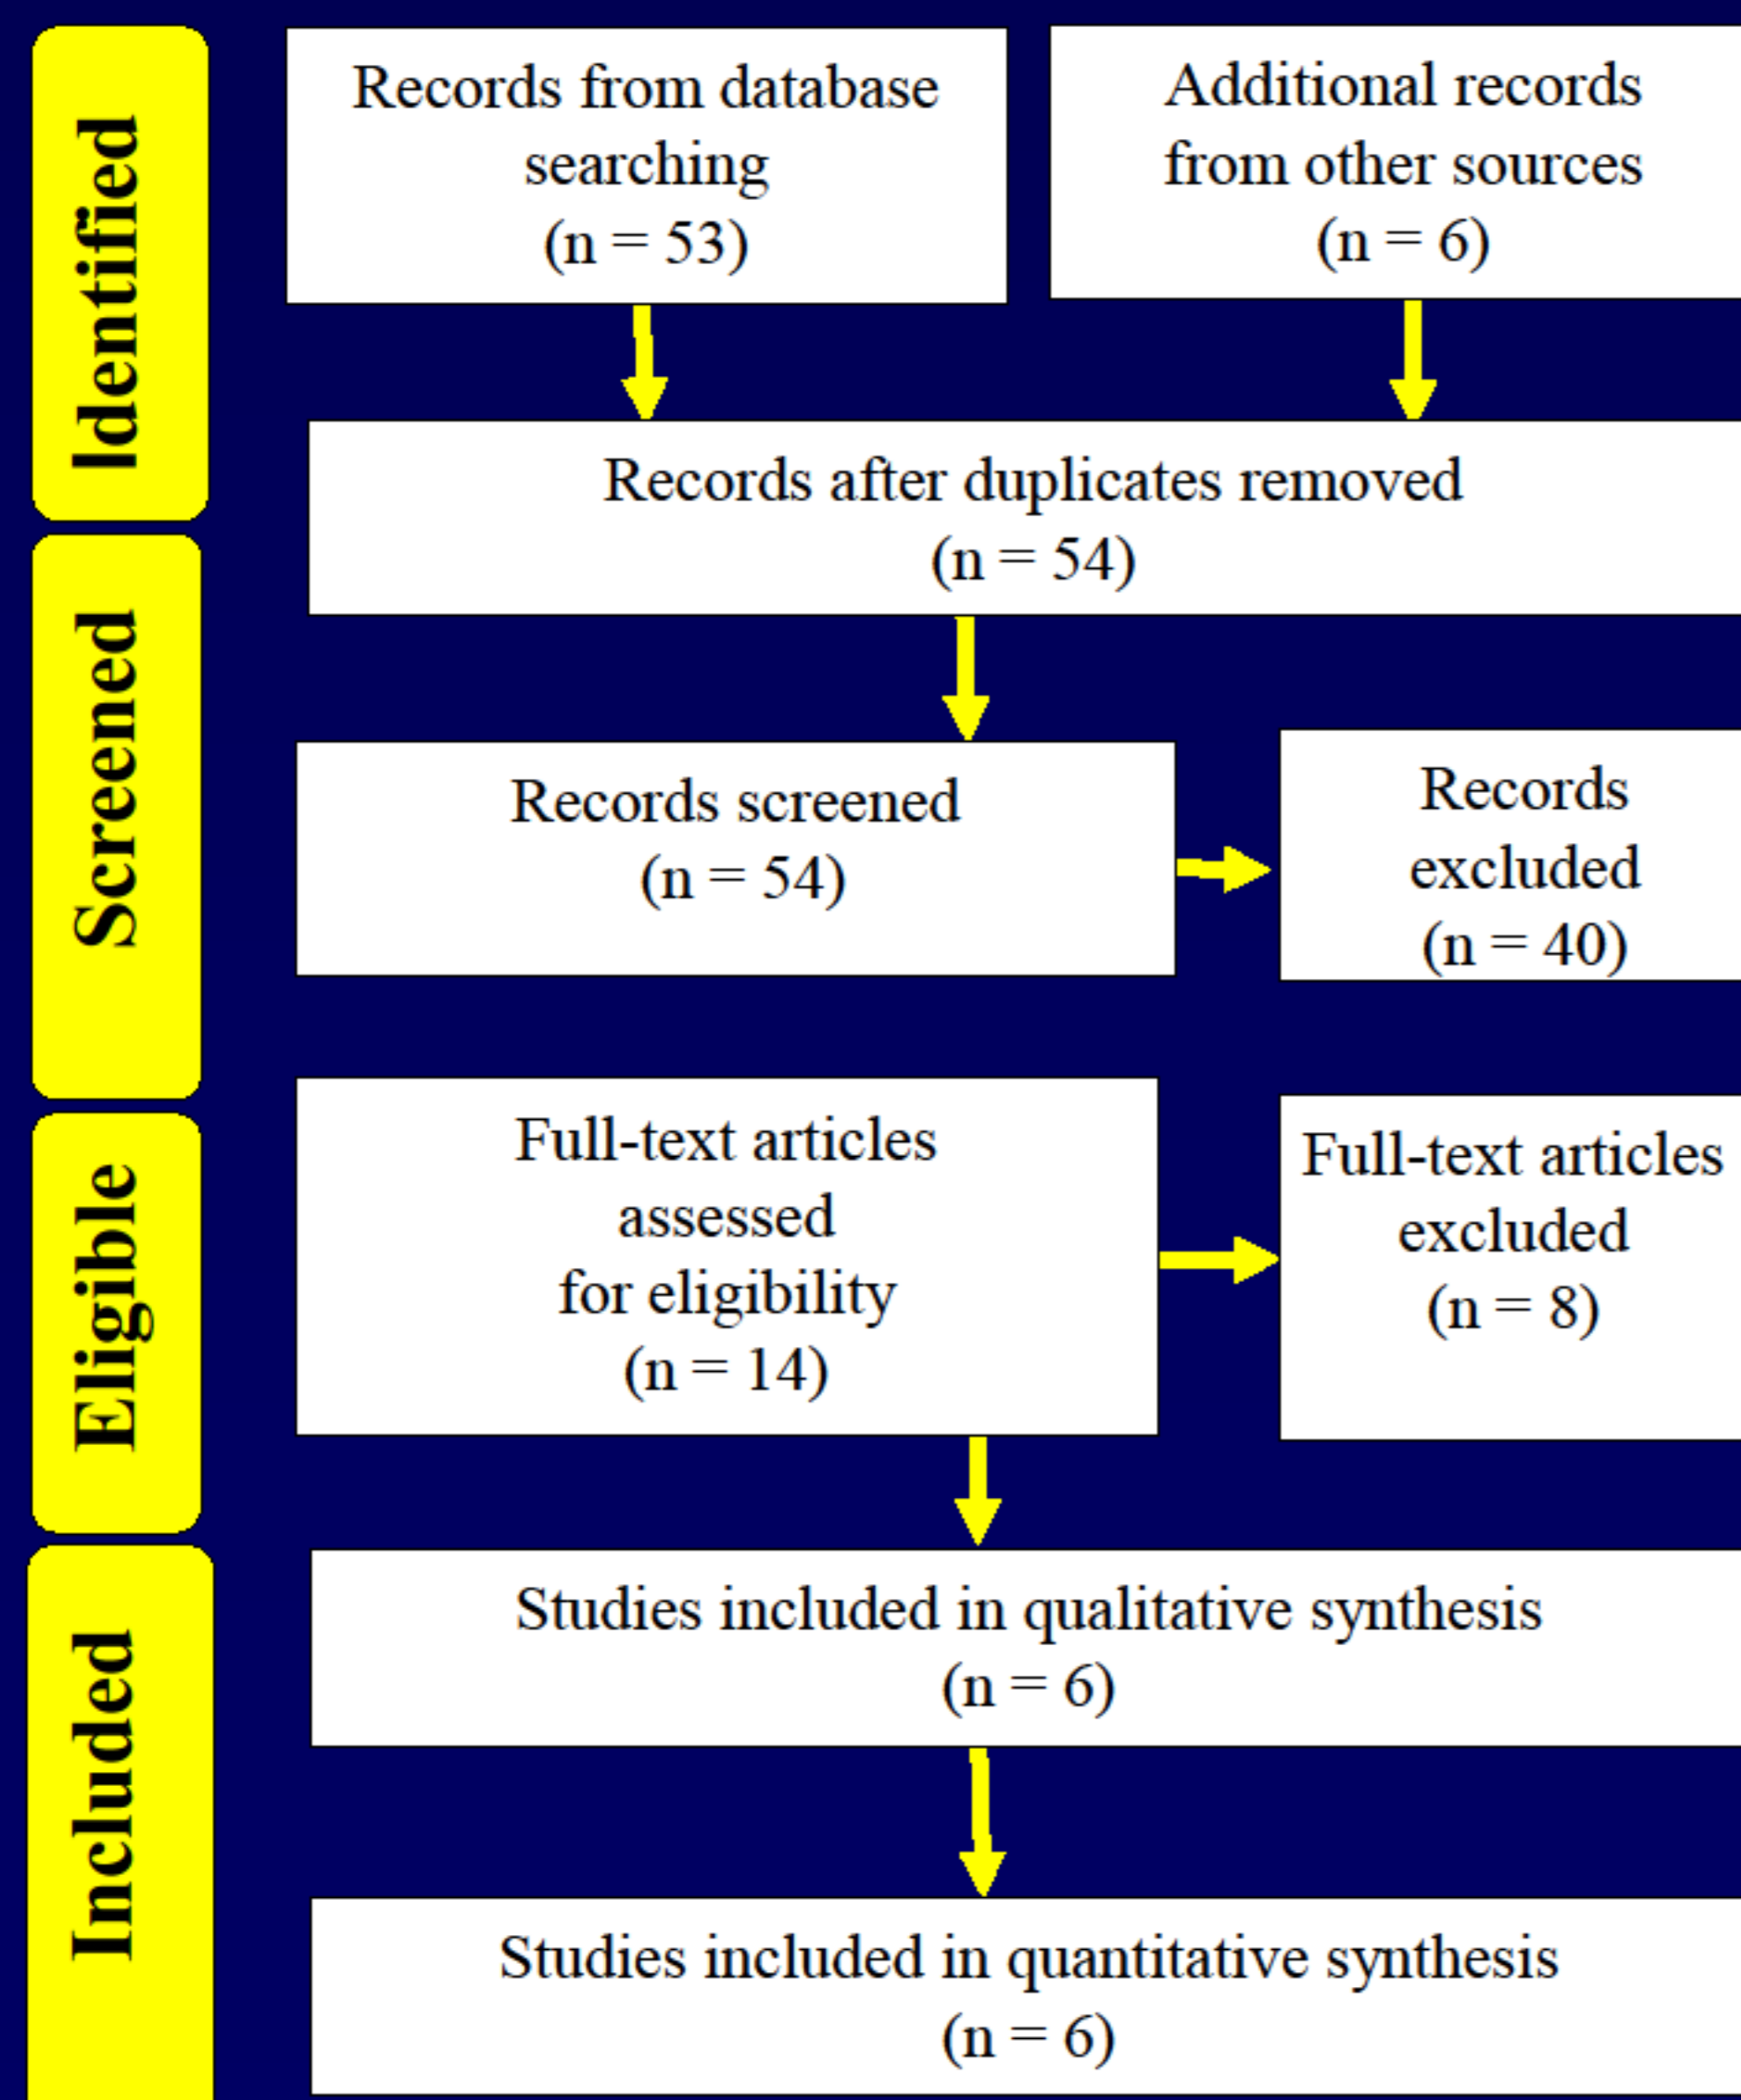 Identified
Records from database
searching
(n = 53)
Additional records
from other sources
(n = 6)
Records after duplicates removed
(n = 54)
Screened
Records screened
(n = 54)
Records
excluded
(n = 40)
Eligible
Full-text articles
assessed
for eligibility
(n = 14)
Full-text articles
excluded
(n = 8)
Included
Studies included in qualitative synthesis
(n = 6)
Studies included in quantitative synthesis
(n = 6)